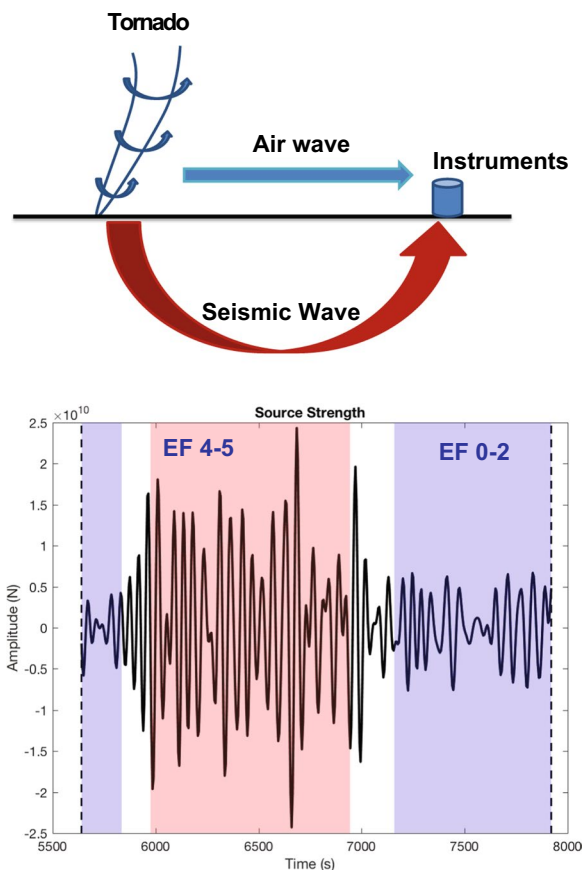 Tornado
Air wave
Instruments
Seismic Wave
×10^10
Source Strength
EF 4-5
EF 0-2
2.5
2
1.5
1
0.5
0
-0.5
-1
-1.5
-2
-2.5
Amplitude (N)
5500 6000 6500 7000 7500 8000
Time (s)